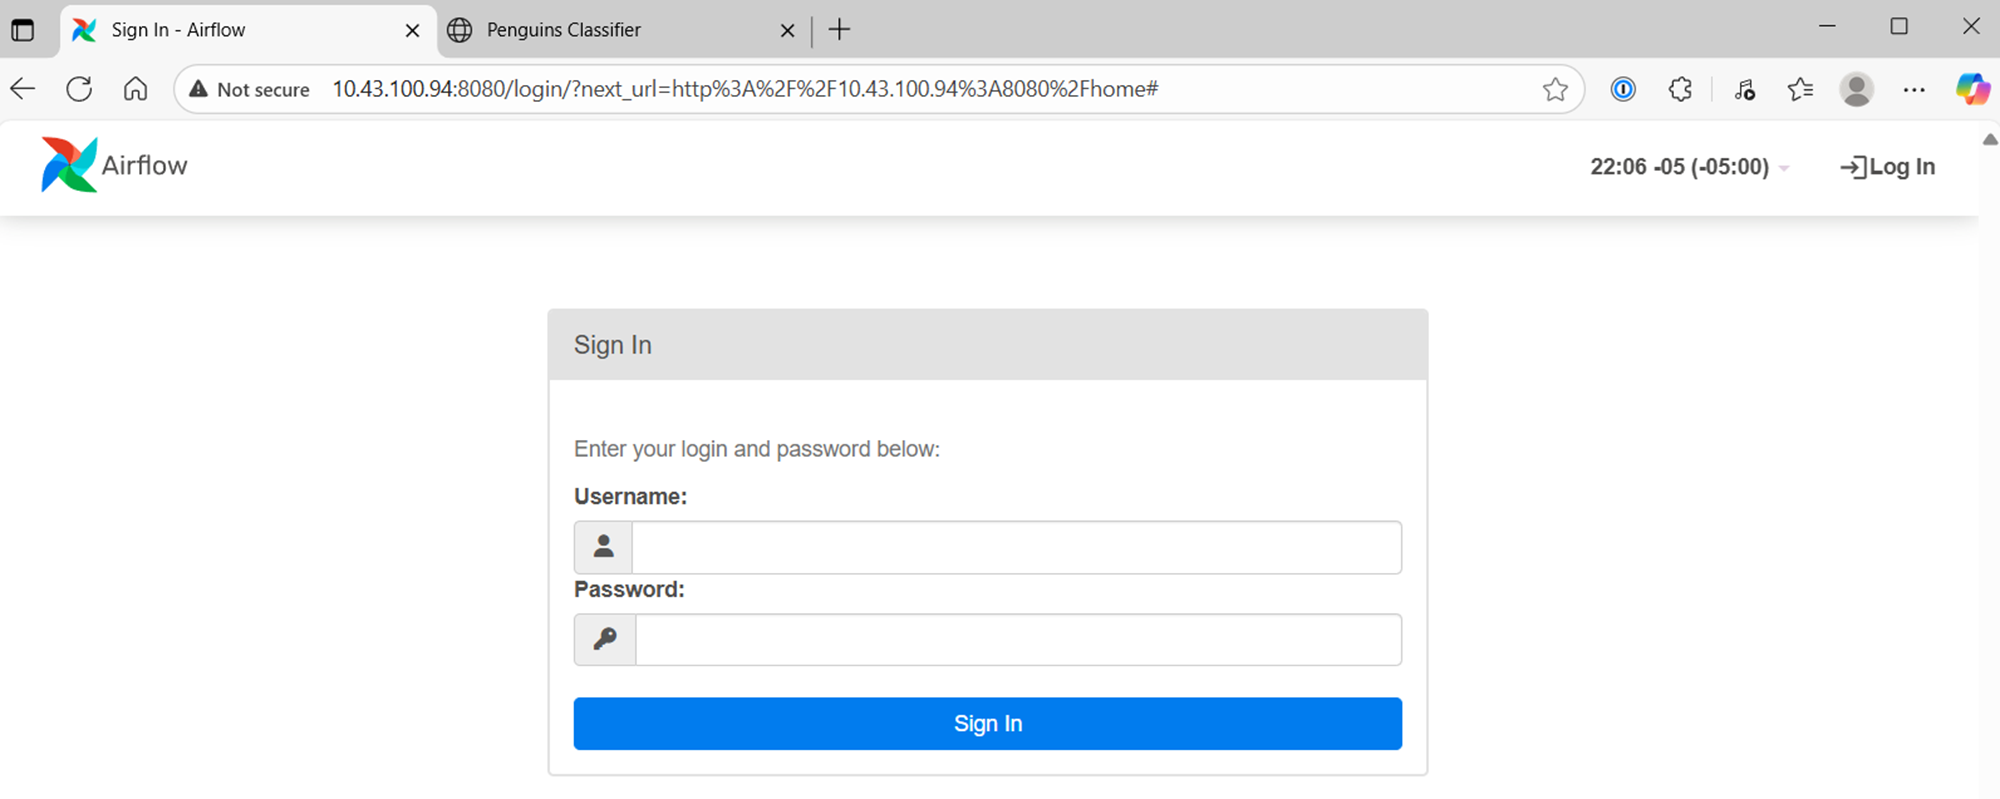 Sign In - Airflow
Penguins Classifier
Not secure 10.43.100.94:8080/login/?next_url=http%3A%2F%2F10.43.100.94%3A8080%2Fhome#
Airflow
22:06 -05 (-05:00)
Log In
Sign In
Enter your login and password below:
Username:
Password:
Sign In